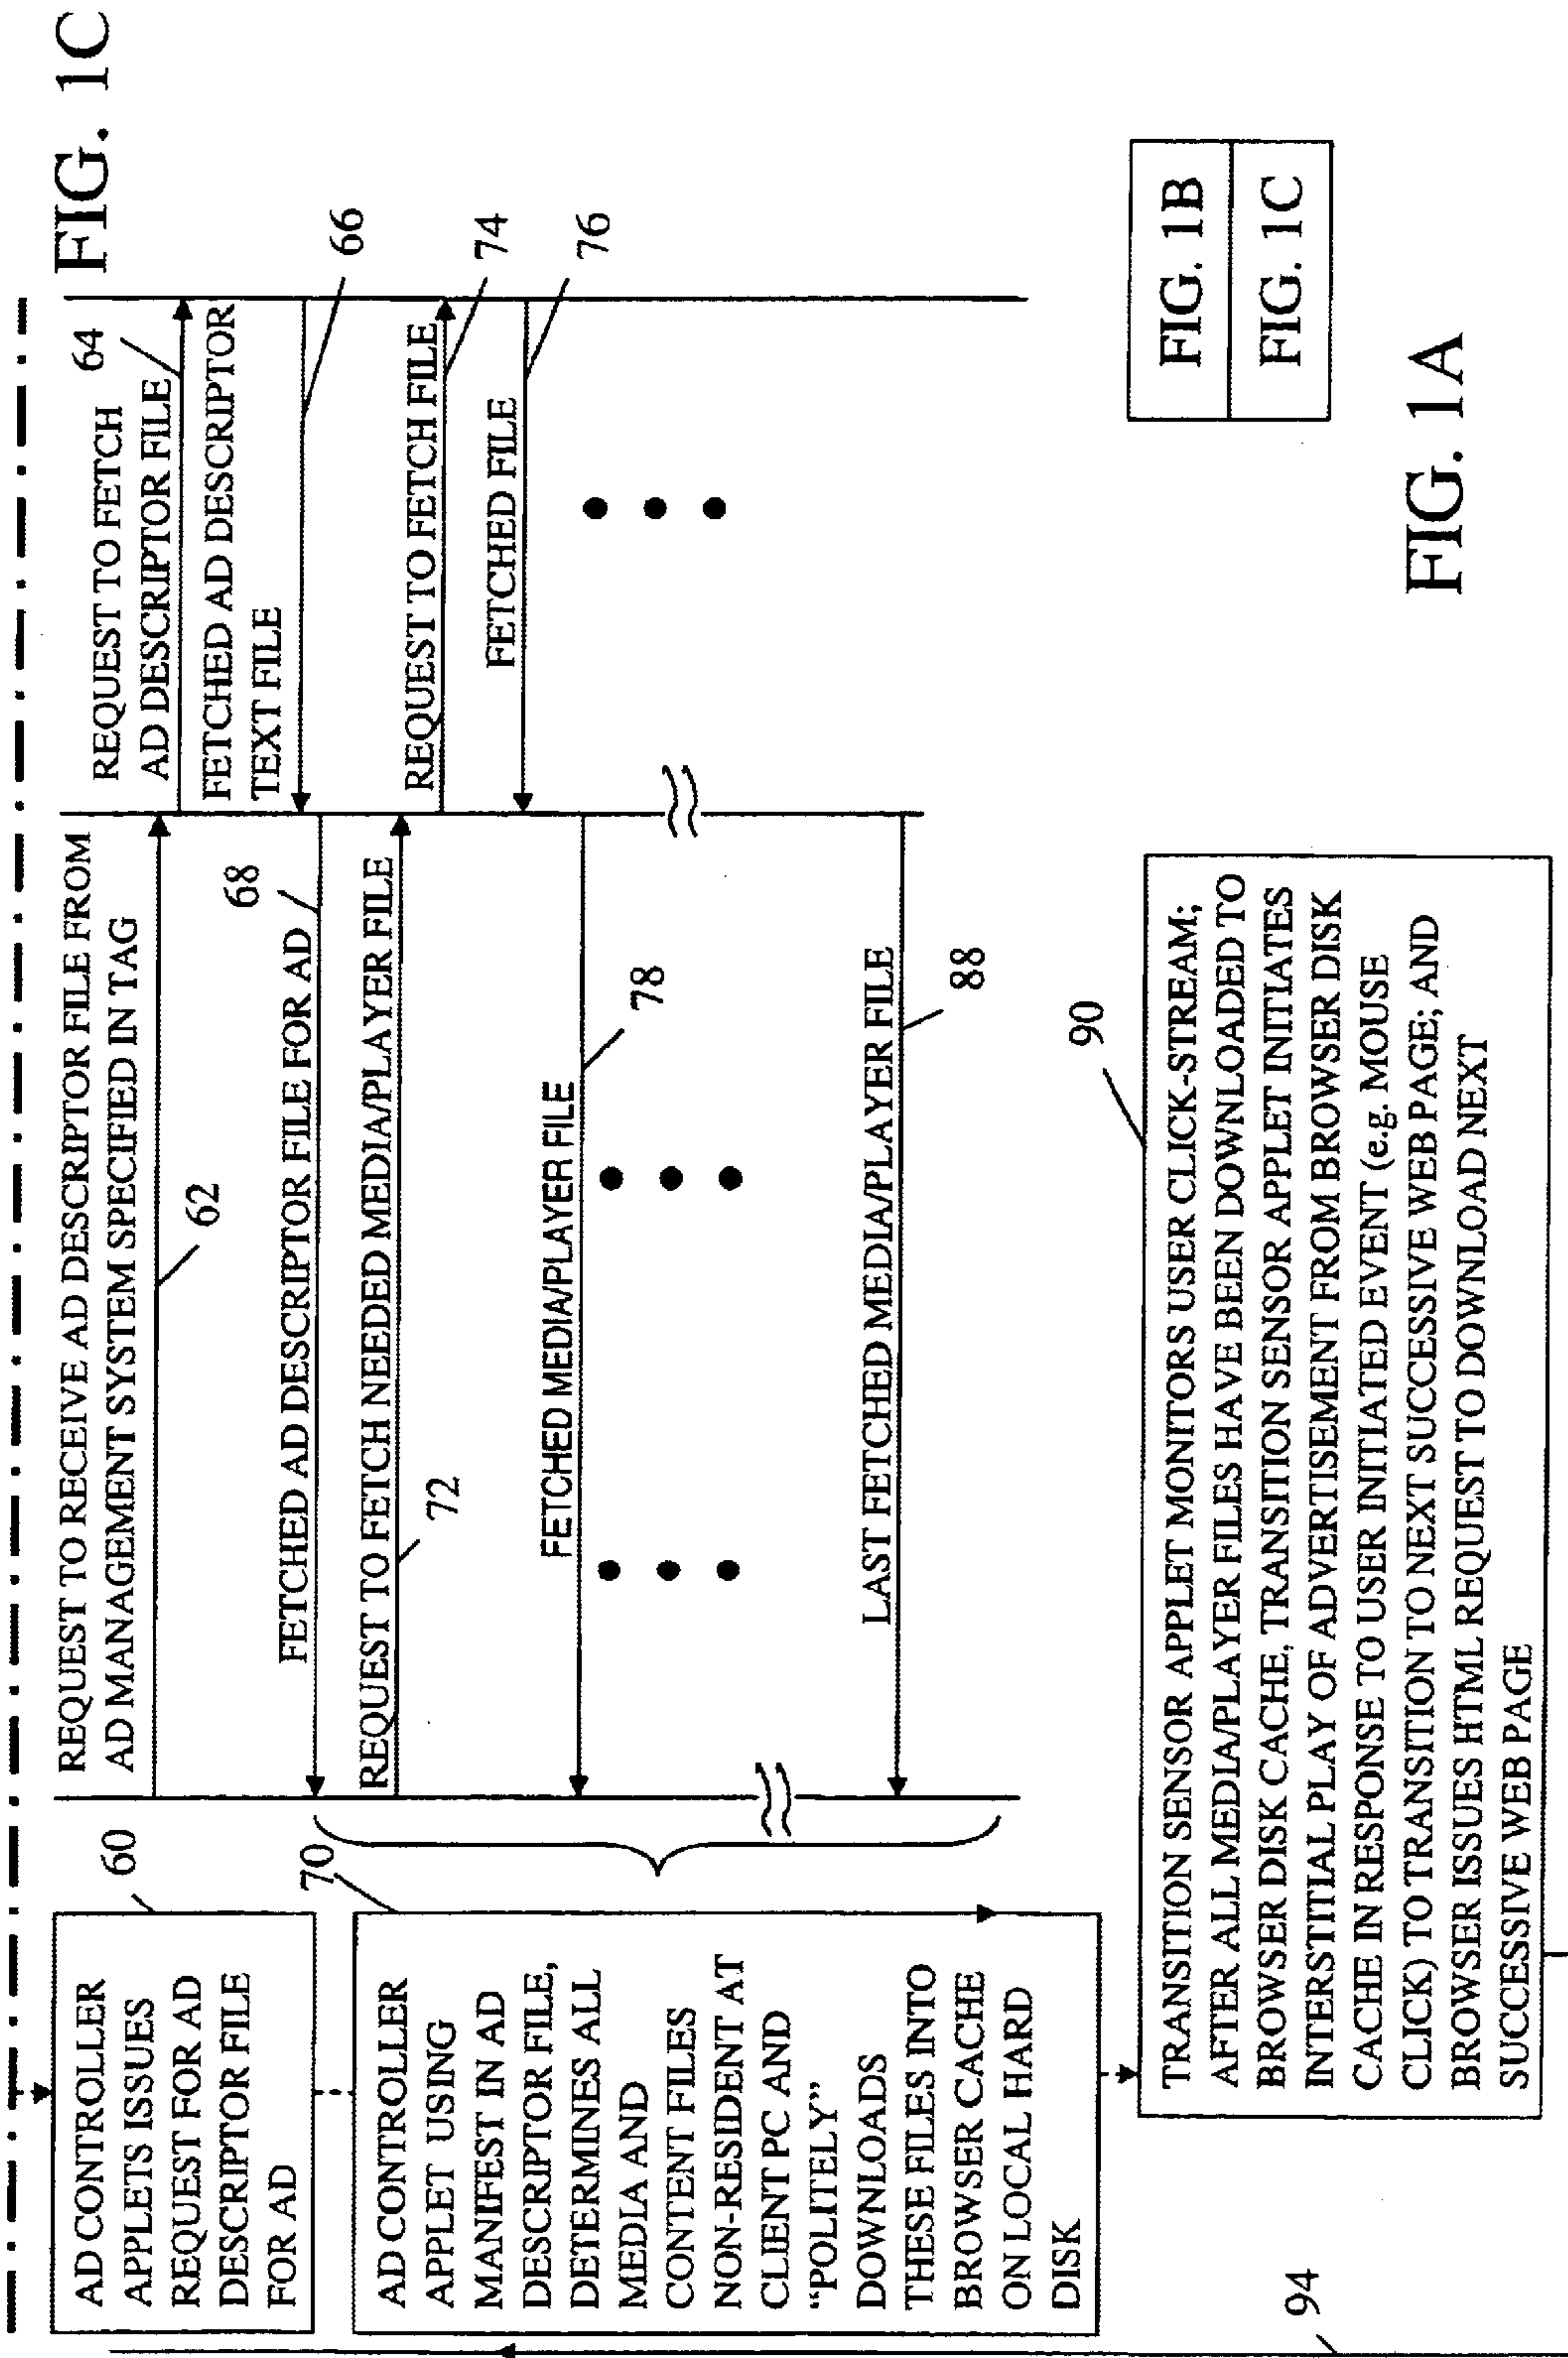 FIG. 1C
AD CONTROLLER
APPLETS ISSUES
REQUEST FOR AD
DESCRIPTOR FILE
FOR AD
60
REQUEST TO RECEIVE AD DESCRIPTOR FILE FROM
AD MANAGEMENT SYSTEM SPECIFIED IN TAG
62
REQUEST TO FETCH
AD DESCRIPTOR FILE
64
FETCHED AD DESCRIPTOR
TEXT FILE
66
68
FETCHED AD DESCRIPTOR FILE FOR AD
70
AD CONTROLLER
APPLET USING
MANIFEST IN AD
DESCRIPTOR FILE,
DETERMINES ALL
MEDIA AND
CONTENT FILES
NON-RESIDENT AT
CLIENT PC AND
"POLITELY"
DOWNLOADS
THESE FILES INTO
BROWSER CACHE
ON LOCAL HARD
DISK
REQUEST TO FETCH NEEDED MEDIA/PLAYER FILE
72
REQUEST TO FETCH FILE
74
FETCHED FILE
76
FETCHED MEDIA/PLAYER FILE
78
LAST FETCHED MEDIA/PLAYER FILE
88
90
TRANSITION SENSOR APPLET MONITORS USER CLICK-STREAM;
AFTER ALL MEDIA/PLAYER FILES HAVE BEEN DOWNLOADED TO
BROWSER DISK CACHE, TRANSITION SENSOR APPLET INITIATES
INTERSTITIAL PLAY OF ADVERTISEMENT FROM BROWSER DISK
CACHE IN RESPONSE TO USER INITIATED EVENT (e.g. MOUSE
CLICK) TO TRANSITION TO NEXT SUCCESSIVE WEB PAGE; AND
BROWSER ISSUES HTML REQUEST TO DOWNLOAD NEXT
SUCCESSIVE WEB PAGE
94
FIG. 1B
FIG. 1C
FIG. 1A